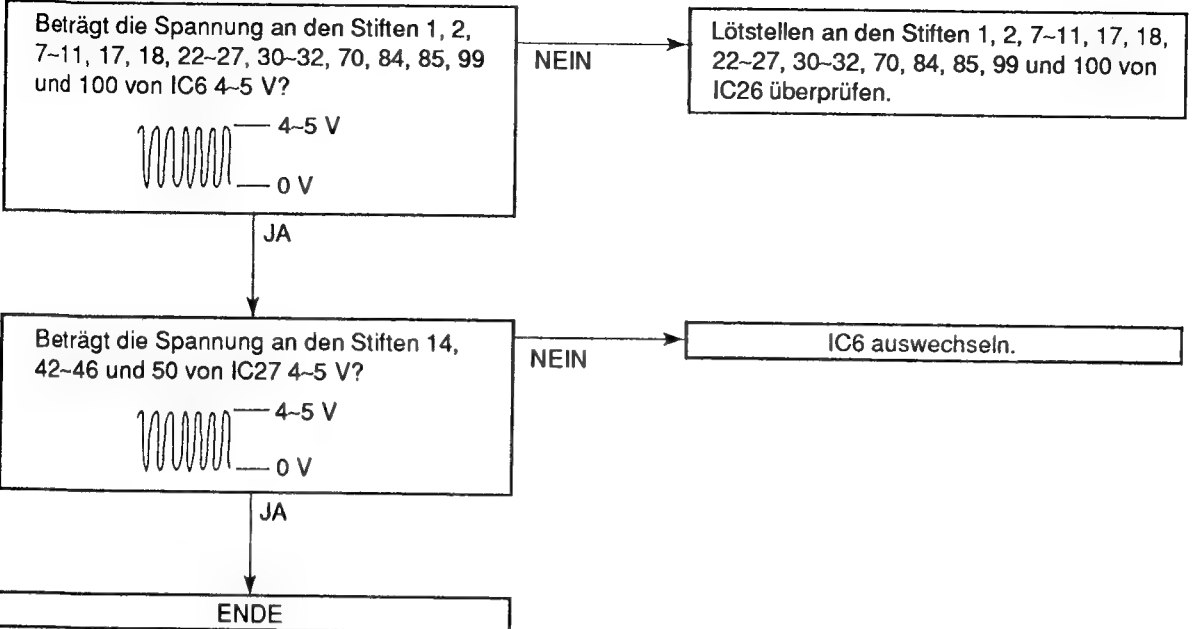 Beträgt die Spannung an den Stiften 1, 2,
7~11, 17, 18, 22~27, 30~32, 70, 84, 85, 99
und 100 von IC6 4~5 V?
4~5 V
0 V
NEIN
Lötstellen an den Stiften 1, 2, 7~11, 17, 18,
22~27, 30~32, 70, 84, 85, 99 und 100 von
IC26 überprüfen.
JA
Beträgt die Spannung an den Stiften 14,
42~46 und 50 von IC27 4~5 V?
4~5 V
0 V
NEIN
IC6 auswechseln.
JA
ENDE